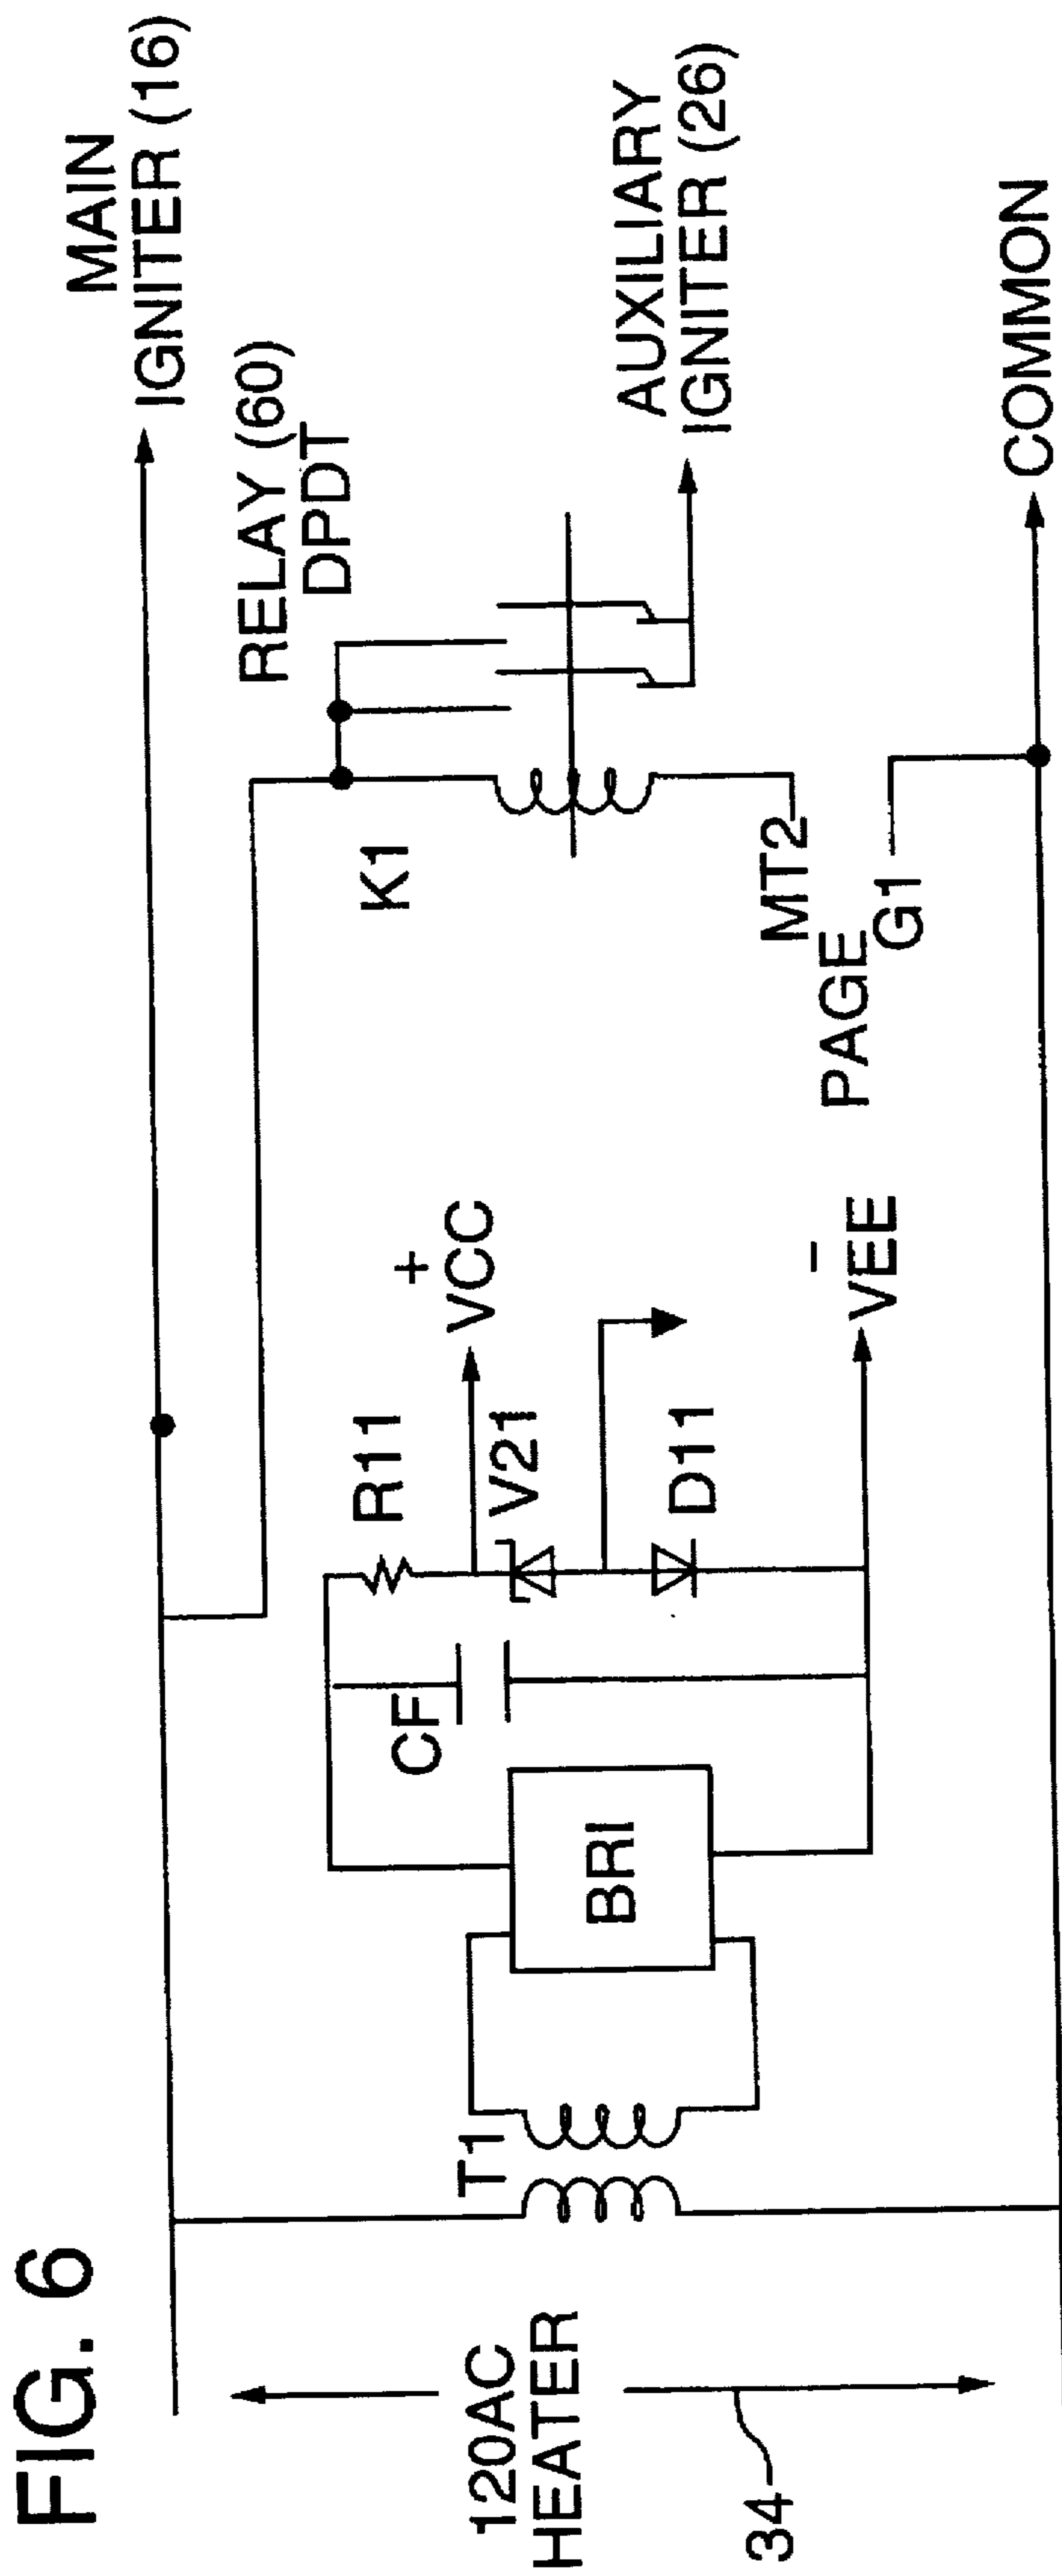 FIG. 6
MAIN
IGNITER (16)
RELAY (60)
DPDT
AUXILIARY
IGNITER (26)
COMMON
K1
MT2
PAGE
G1
+
VCC
–
VEE
R11
V21
D11
CF
BRI
T1
120AC
HEATER
34